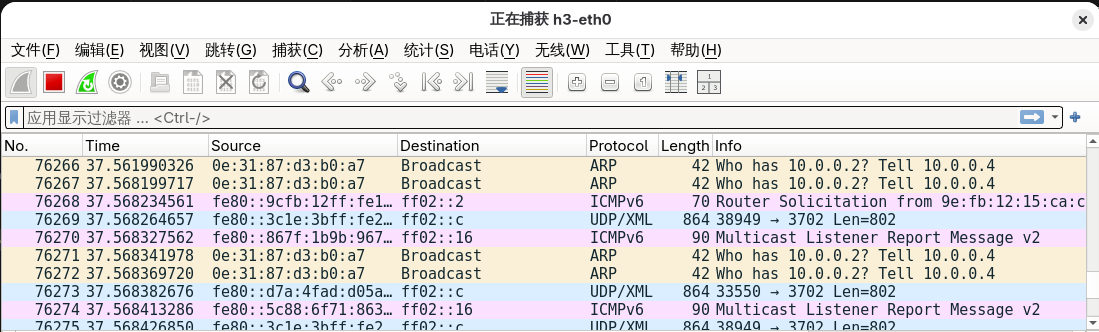 正在捕获 h3-eth0
文件(F) 编辑(E) 视图(V) 跳转(G) 捕获(C) 分析(A) 统计(S) 电话(Y) 无线(W) 工具(T) 帮助(H)
应用显示过滤器 … <Ctrl-/>
No. Time Source Destination Protocol Length Info
76266 37.561990326 0e:31:87:d3:b0:a7 Broadcast ARP 42 Who has 10.0.0.2? Tell 10.0.0.4
76267 37.568199717 0e:31:87:d3:b0:a7 Broadcast ARP 42 Who has 10.0.0.2? Tell 10.0.0.4
76268 37.568234561 fe80::9cfb:12ff:fe1… ff02::2 ICMPv6 70 Router Solicitation from 9e:fb:12:15:ca:c
76269 37.568264657 fe80::3c1e:3bff:fe2… ff02::c UDP/XML 864 38949 → 3702 Len=802
76270 37.568327562 fe80::867f:1b9b:967… ff02::16 ICMPv6 90 Multicast Listener Report Message v2
76271 37.568341978 0e:31:87:d3:b0:a7 Broadcast ARP 42 Who has 10.0.0.2? Tell 10.0.0.4
76272 37.568369720 0e:31:87:d3:b0:a7 Broadcast ARP 42 Who has 10.0.0.2? Tell 10.0.0.4
76273 37.568382676 fe80::d7a:4fad:d05a… ff02::c UDP/XML 864 33550 → 3702 Len=802
76274 37.568413286 fe80::5c88:6f71:863… ff02::16 ICMPv6 90 Multicast Listener Report Message v2
76275 37.568426850 fe80::3c1e:3bff:fe2… ff02::c UDP/XML 864 38949 → 3702 Len=802